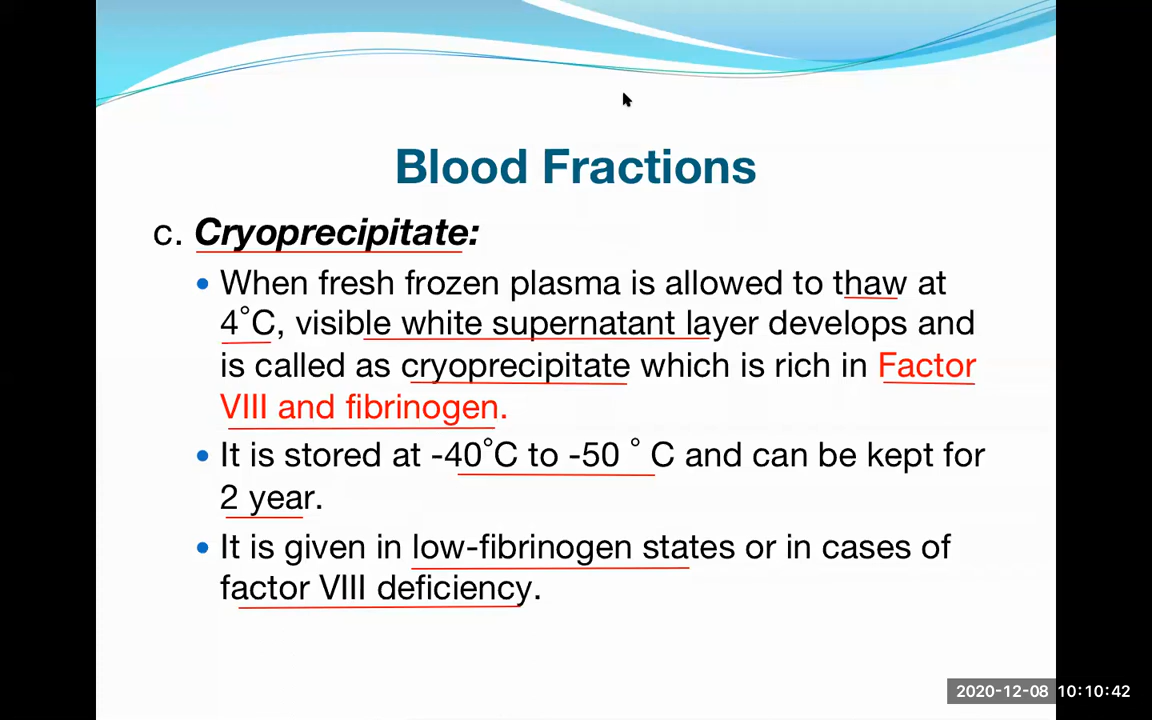 Blood Fractions
c. Cryoprecipitate:
• When fresh frozen plasma is allowed to thaw at
4°C, visible white supernatant layer develops and
is called as cryoprecipitate which is rich in Factor
VIII and fibrinogen.
• It is stored at -40°C to -50 ° C and can be kept for
2 year.
• It is given in low-fibrinogen states or in cases of
factor VIII deficiency.
2020-12-08 10:10:42